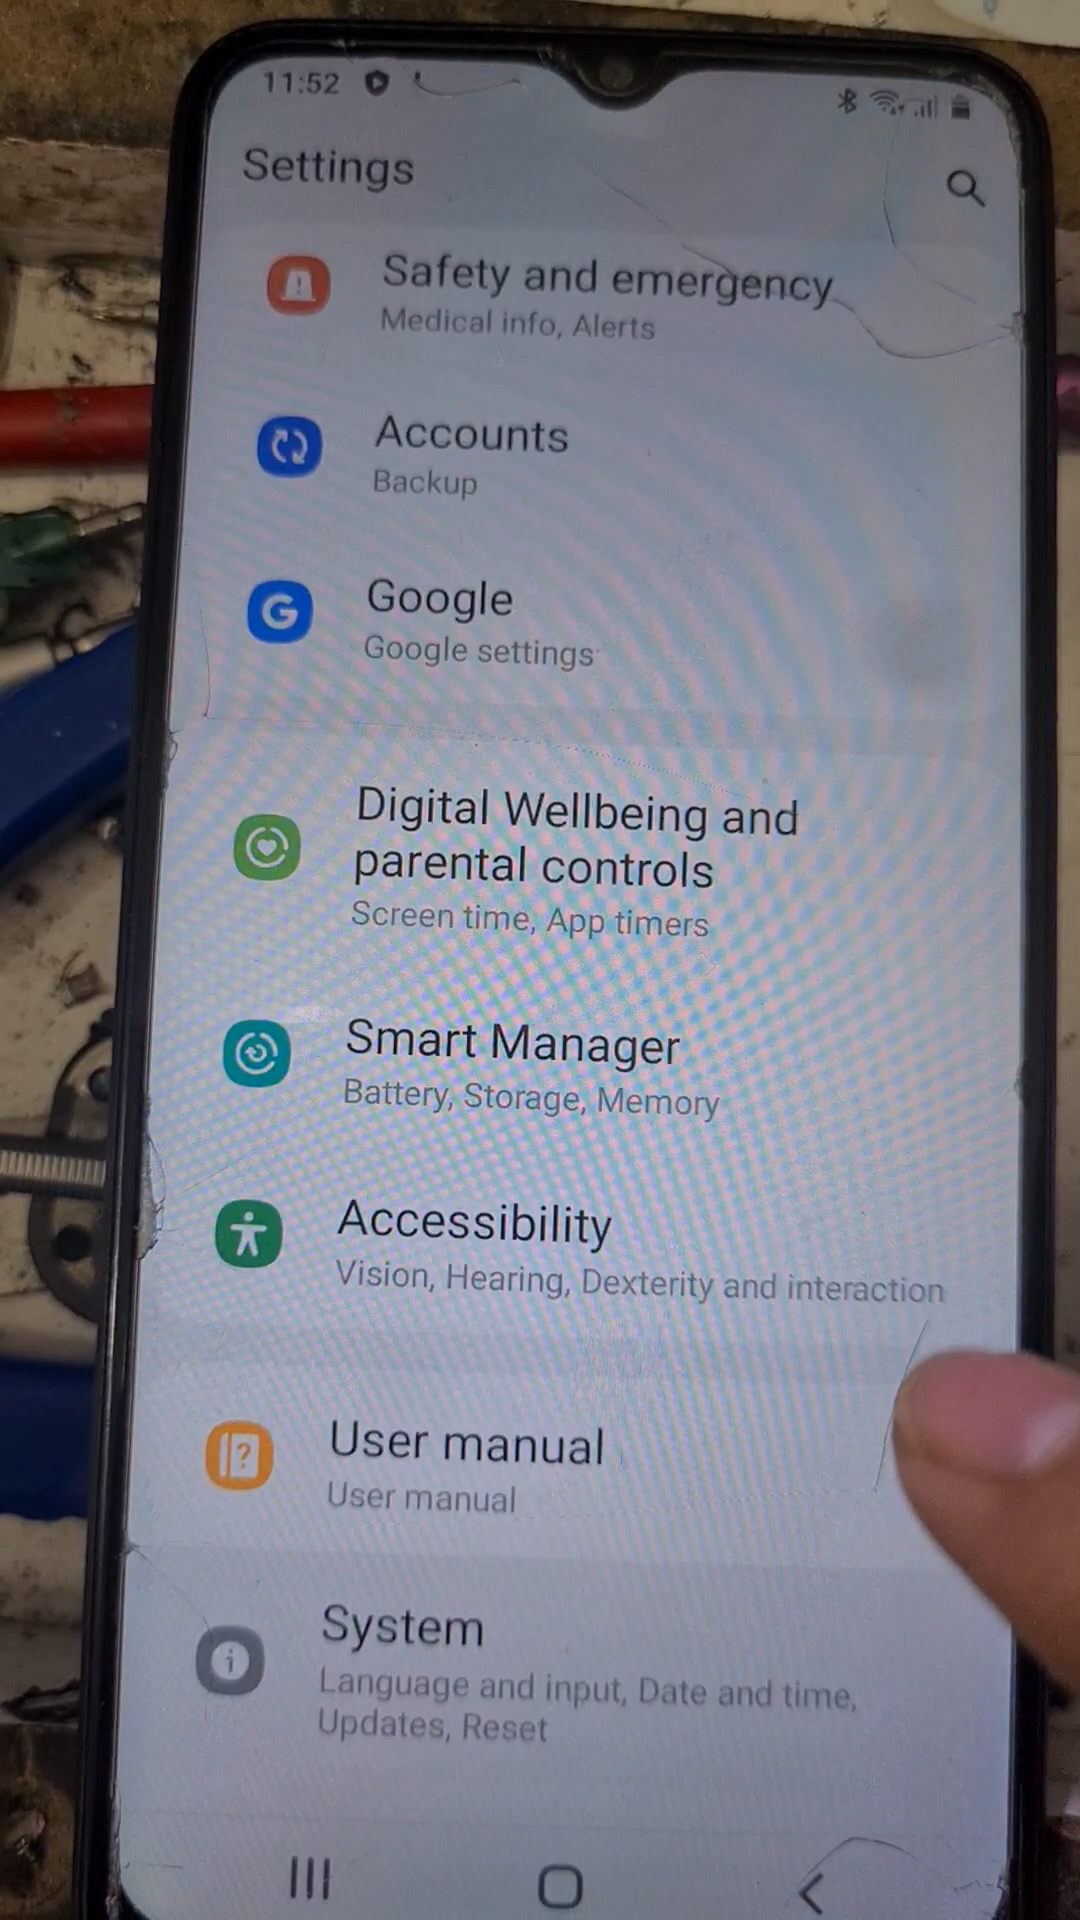 11:52
Settings
Safety and emergency
Medical info, Alerts
Accounts
Backup
G
Google
Google settings
Digital Wellbeing and
parental controls
Screen time, App timers
Smart Manager
Battery, Storage, Memory
Accessibility
Vision, Hearing, Dexterity and interaction
User manual
User manual
System
Language and input, Date and time,
Updates, Reset